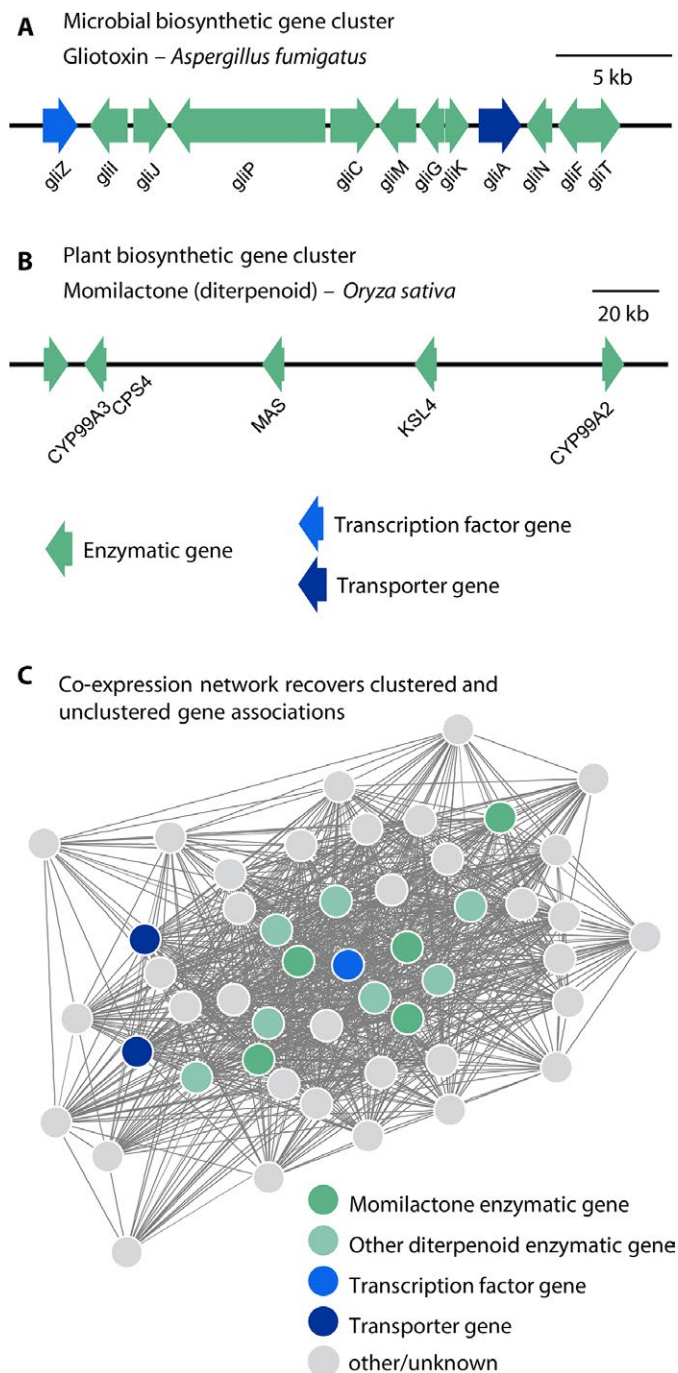 A Microbial biosynthetic gene cluster
Gliotoxin – Aspergillus fumigatus
5 kb
gliZ gliI gliJ gliP gliC gliM gliG gliK gliA gliN gliF gliT
B Plant biosynthetic gene cluster
Momilactone (diterpenoid) – Oryza sativa
20 kb
CYP99A3 CPS4 MAS KSL4 CYP99A2
Enzymatic gene
Transcription factor gene
Transporter gene
C Co-expression network recovers clustered and
unclustered gene associations
Momilactone enzymatic gene
Other diterpenoid enzymatic gene
Transcription factor gene
Transporter gene
other/unknown